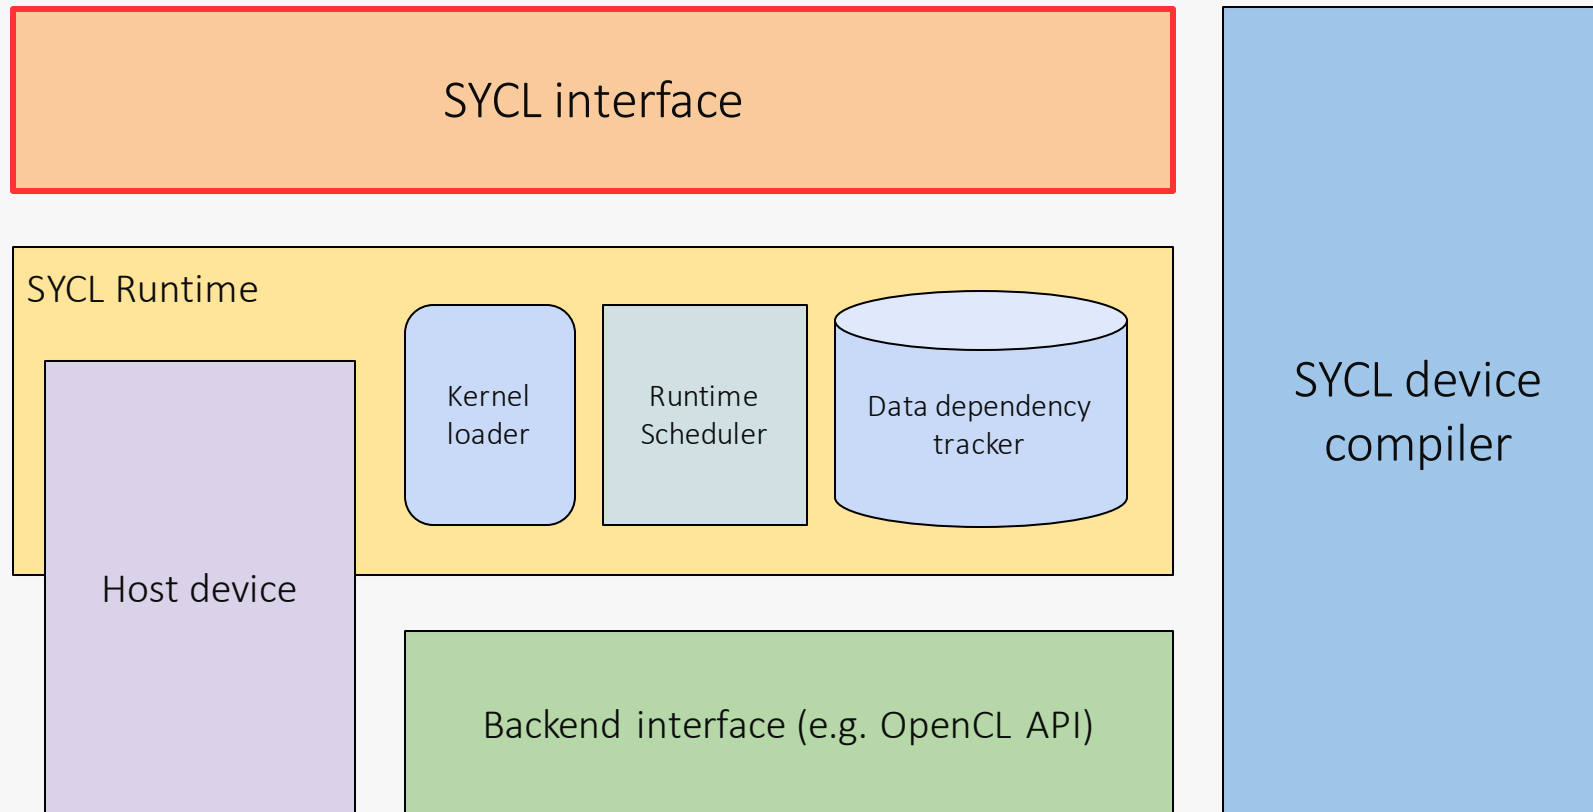 SYCL interface
SYCL Runtime
Kernel
loader
Runtime
Scheduler
Data dependency
tracker
Host device
Backend interface (e.g. OpenCL API)
SYCL device
compiler